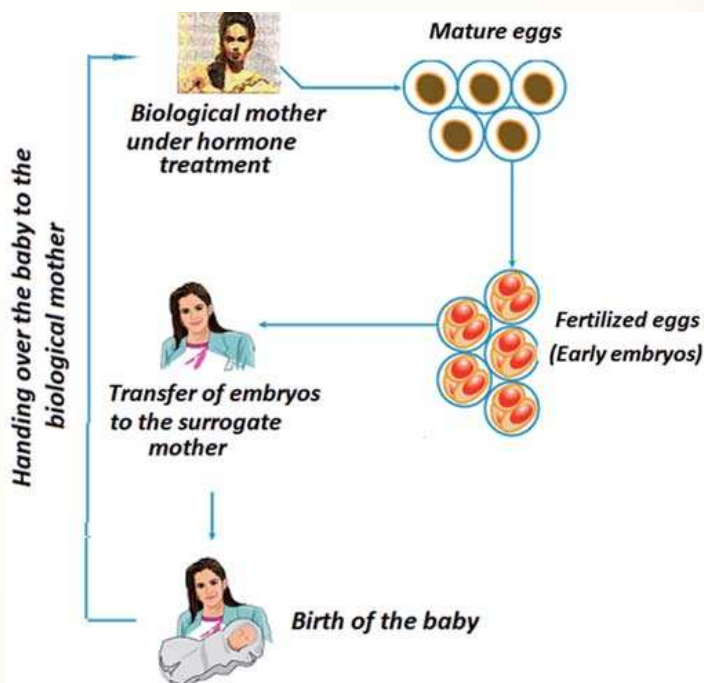 Mature eggs
Biological mother
under hormone
treatment
Handing over the baby to the
biological mother
Fertilized eggs
(Early embryos)
Transfer of embryos
to the surrogate
mother
Birth of the baby